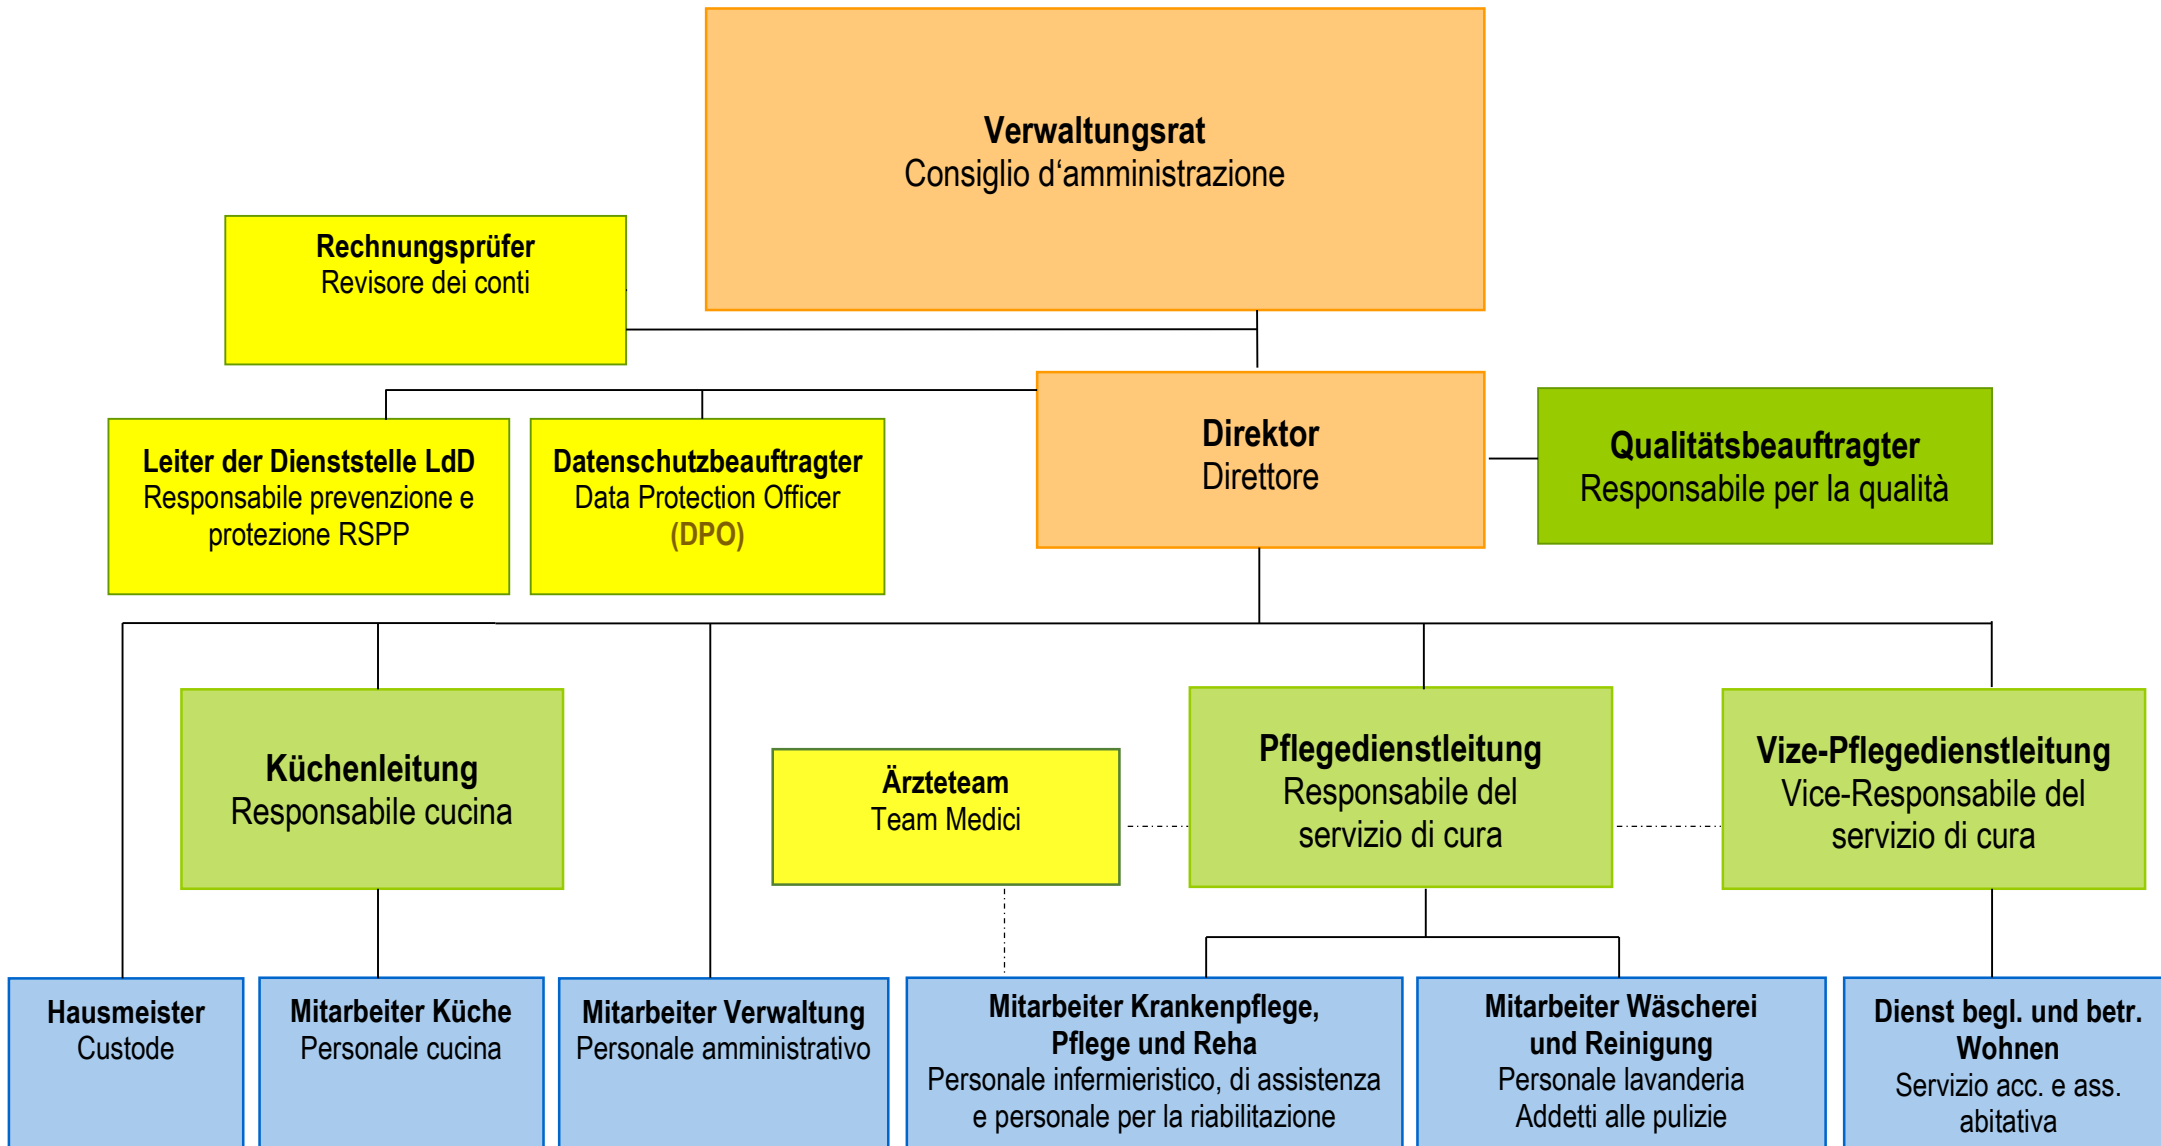 Verwaltungsrat
Consiglio d‘amministrazione
Rechnungsprüfer
Revisore dei conti
Leiter der Dienststelle LdD
Responsabile prevenzione e
protezione RSPP
Datenschutzbeauftragter
Data Protection Officer
(DPO)
Direktor
Direttore
Qualitätsbeauftragter
Responsabile per la qualità
Küchenleitung
Responsabile cucina
Ärzteteam
Team Medici
Pflegedienstleitung
Responsabile del
servizio di cura
Vize-Pflegedienstleitung
Vice-Responsabile del
servizio di cura
Hausmeister
Custode
Mitarbeiter Küche
Personale cucina
Mitarbeiter Verwaltung
Personale amministrativo
Mitarbeiter Krankenpflege,
Pflege und Reha
Personale infermieristico, di assistenza
e personale per la riabilitazione
Mitarbeiter Wäscherei
und Reinigung
Personale lavanderia
Addetti alle pulizie
Dienst begl. und betr.
Wohnen
Servizio acc. e ass.
abitativa